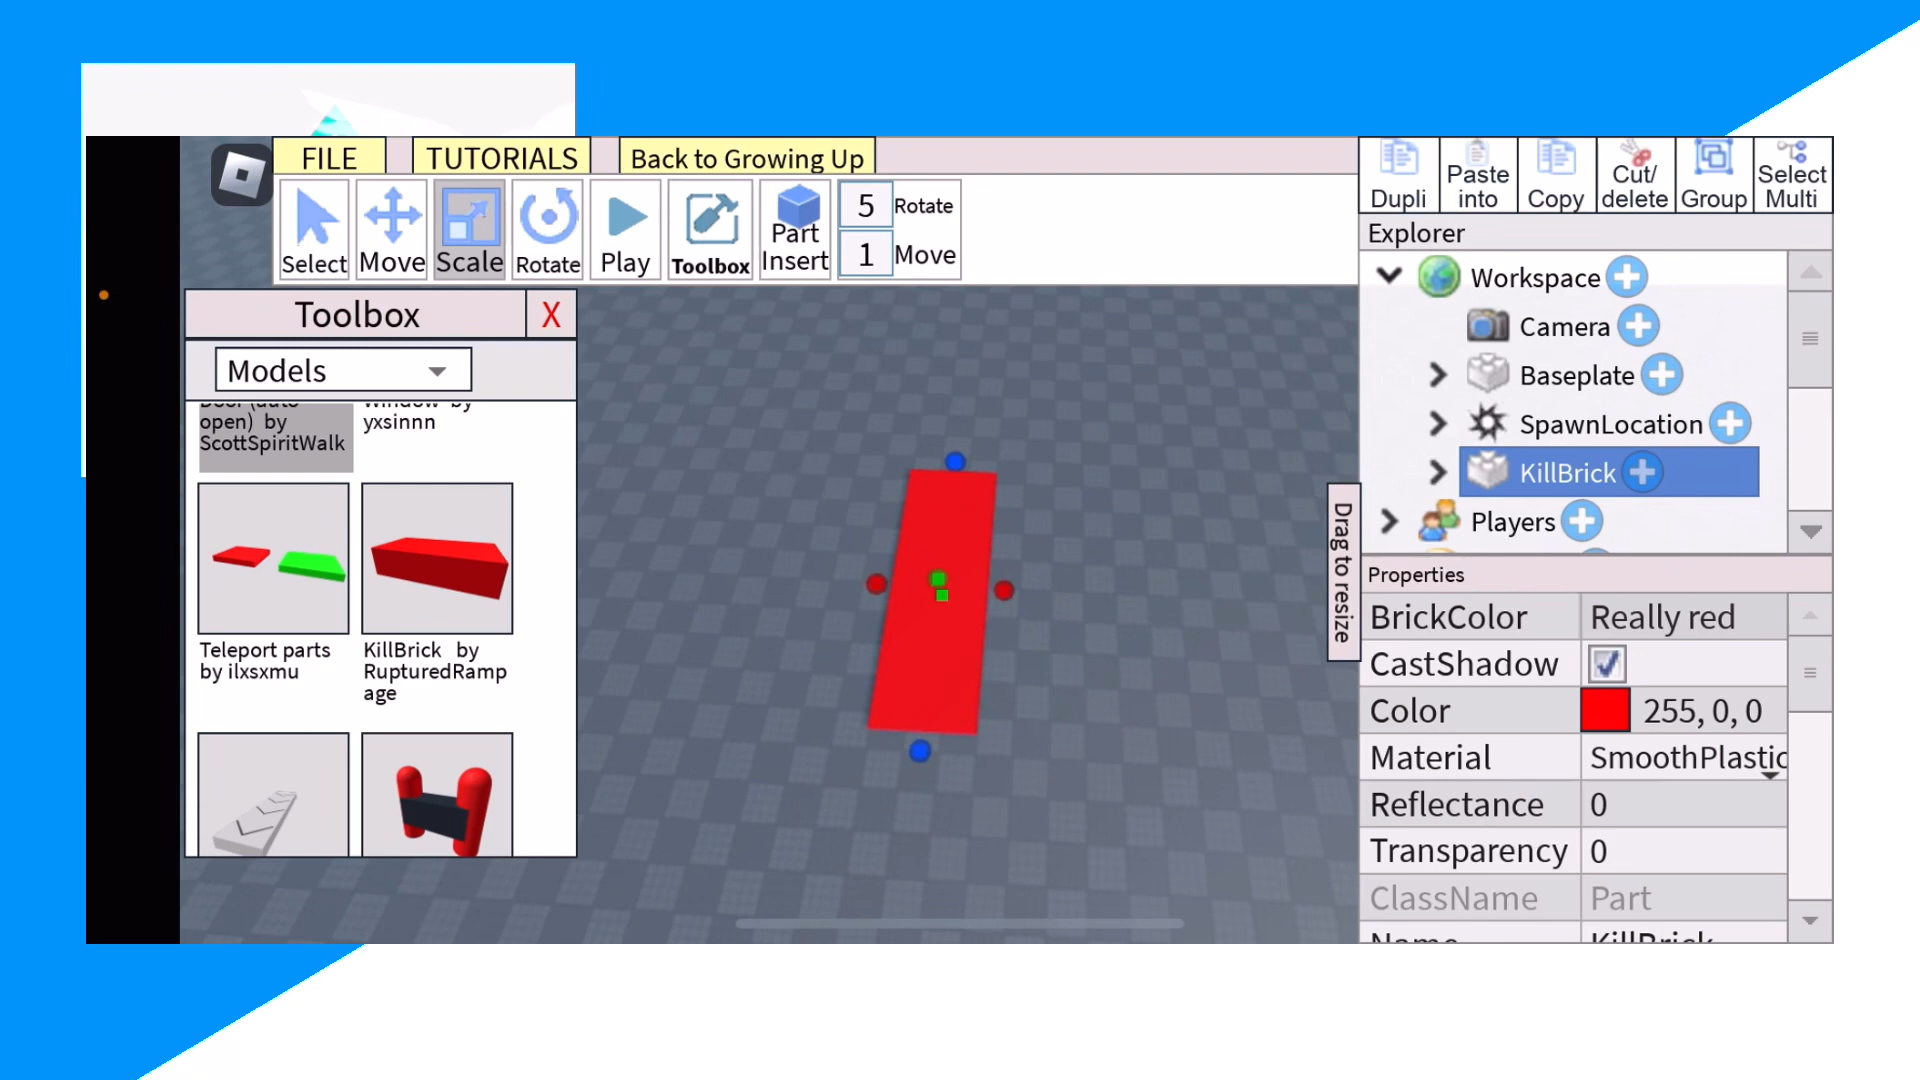 FILE
TUTORIALS
Back to Growing Up
Select
Move
Scale
Rotate
Play
Toolbox
Part
Insert
5 Rotate
1 Move
Dupli
Paste
into
Copy
Cut/
delete
Group
Select
Multi
Toolbox
X
Models
open) by
ScottSpiritWalk
yxsinnn
Teleport parts
by ilxsxmu
KillBrick by
RupturedRamp
age
Drag to resize
Explorer
Workspace
Camera
Baseplate
SpawnLocation
KillBrick
Players
Properties
BrickColor Really red
CastShadow
Color 255, 0, 0
Material SmoothPlastic
Reflectance 0
Transparency 0
ClassName Part
Name KillBrick